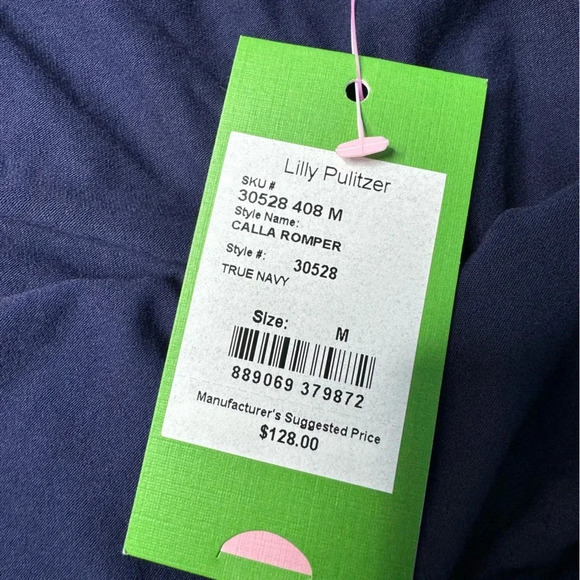 Lilly Pulitzer
SKU #
30528 408 M
Style Name:
CALLA ROMPER
Style #: 30528
TRUE NAVY
Size: M
889069 379872
Manufacturer's Suggested Price
$128.00